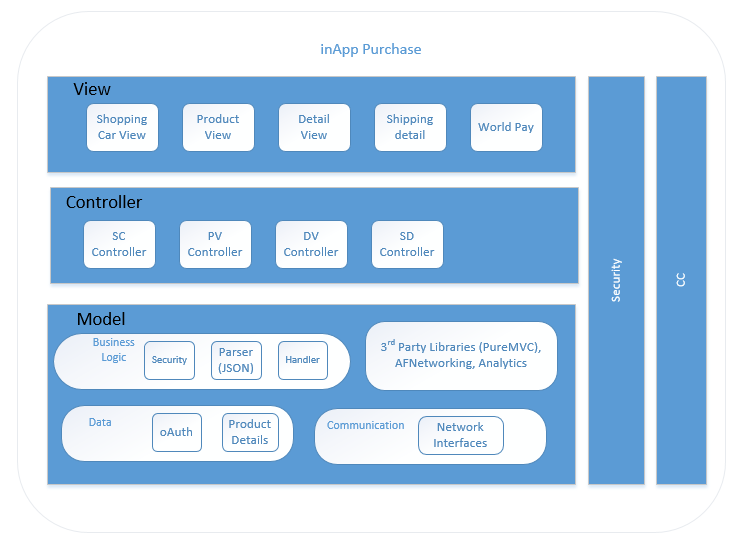 inApp Purchase
View
Shopping
Car View
Product
View
Detail
View
Shipping
detail
World Pay
Controller
SC
Controller
PV
Controller
DV
Controller
SD
Controller
Model
Business
Logic
Security
Parser
(JSON)
Handler
3rd Party Libraries (PureMVC),
AFNetworking, Analytics
Data
oAuth
Product
Details
Communication
Network
Interfaces
Security
CC